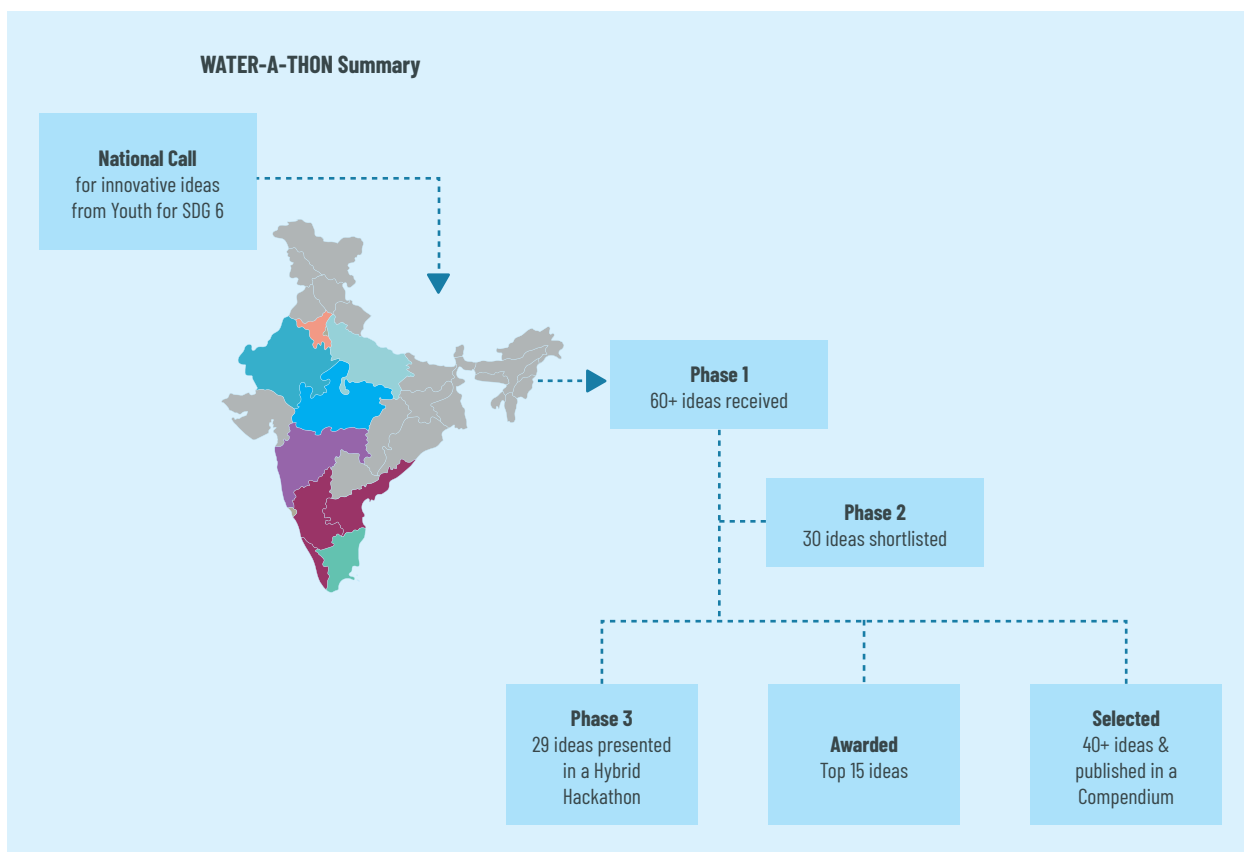 WATER-A-THON Summary
National Call
for innovative ideas
from Youth for SDG 6
Phase 1
60+ ideas received
Phase 2
30 ideas shortlisted
Phase 3
29 ideas presented
in a Hybrid
Hackathon
Awarded
Top 15 ideas
Selected
40+ ideas &
published in a
Compendium